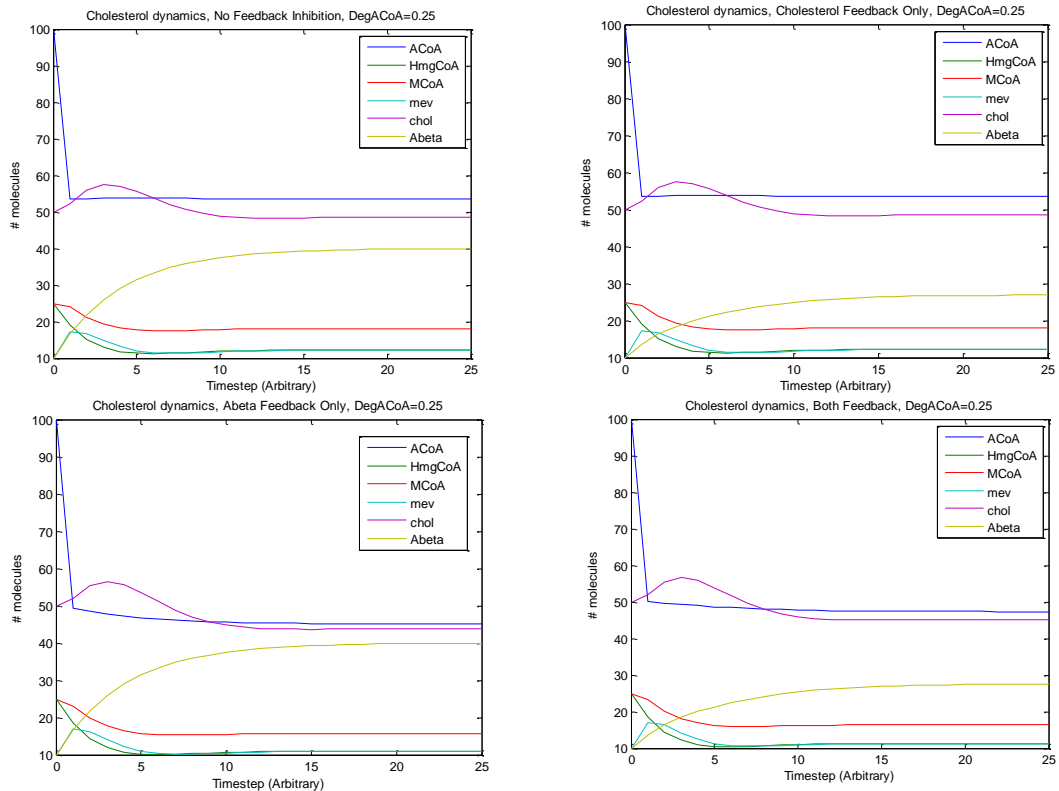 Cholesterol dynamics, No Feedback Inhibition, DegACoA=0.25
# molecules
100
90
80
70
60
50
40
30
20
10
0 5 10 15 20 25
Timestep (Arbitrary)
ACoA
HmgCoA
MCoA
mev
chol
Abeta
Cholesterol dynamics, Cholesterol Feedback Only, DegACoA=0.25
# molecules
100
90
80
70
60
50
40
30
20
10
0 5 10 15 20 25
Timestep (Arbitrary)
ACoA
HmgCoA
MCoA
mev
chol
Abeta
Cholesterol dynamics, Abeta Feedback Only, DegACoA=0.25
# molecules
100
90
80
70
60
50
40
30
20
10
0 5 10 15 20 25
Timestep (Arbitrary)
ACoA
HmgCoA
MCoA
mev
chol
Abeta
Cholesterol dynamics, Both Feedback, DegACoA=0.25
# molecules
100
90
80
70
60
50
40
30
20
10
0 5 10 15 20 25
Timestep (Arbitrary)
ACoA
HmgCoA
MCoA
mev
chol
Abeta